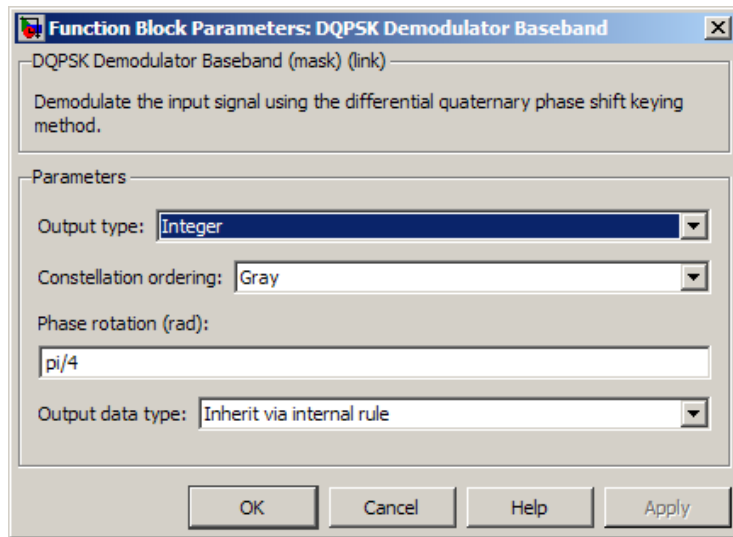 Function Block Parameters: DQPSK Demodulator Baseband
DQPSK Demodulator Baseband (mask) (link)
Demodulate the input signal using the differential quaternary phase shift keying
method.
Parameters
Output type: Integer
Constellation ordering: Gray
Phase rotation (rad):
pi/4
Output data type: Inherit via internal rule
OK Cancel Help Apply